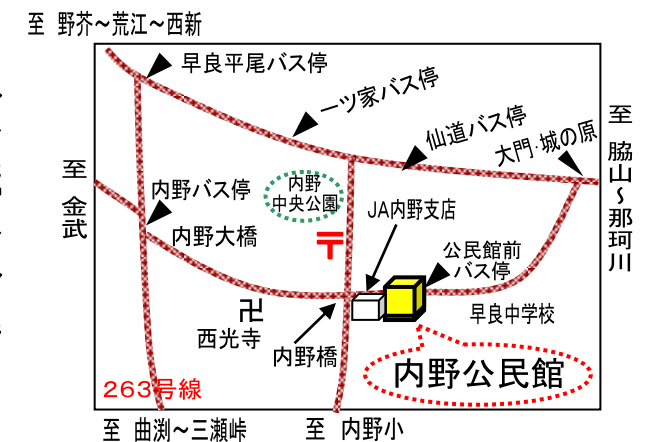 至 野芥～荒江～西新
早良平尾バス停
一ツ家バス停
仙道バス停
大門・城の原
至 脇山～那珂川
至 金武
内野バス停
内野
中央公園
JA内野支店
内野大橋
〒
公民館前
バス停
卍
西光寺
早良中学校
内野橋
内野公民館
263号線
至 曲渕～三瀬峠
至 内野小